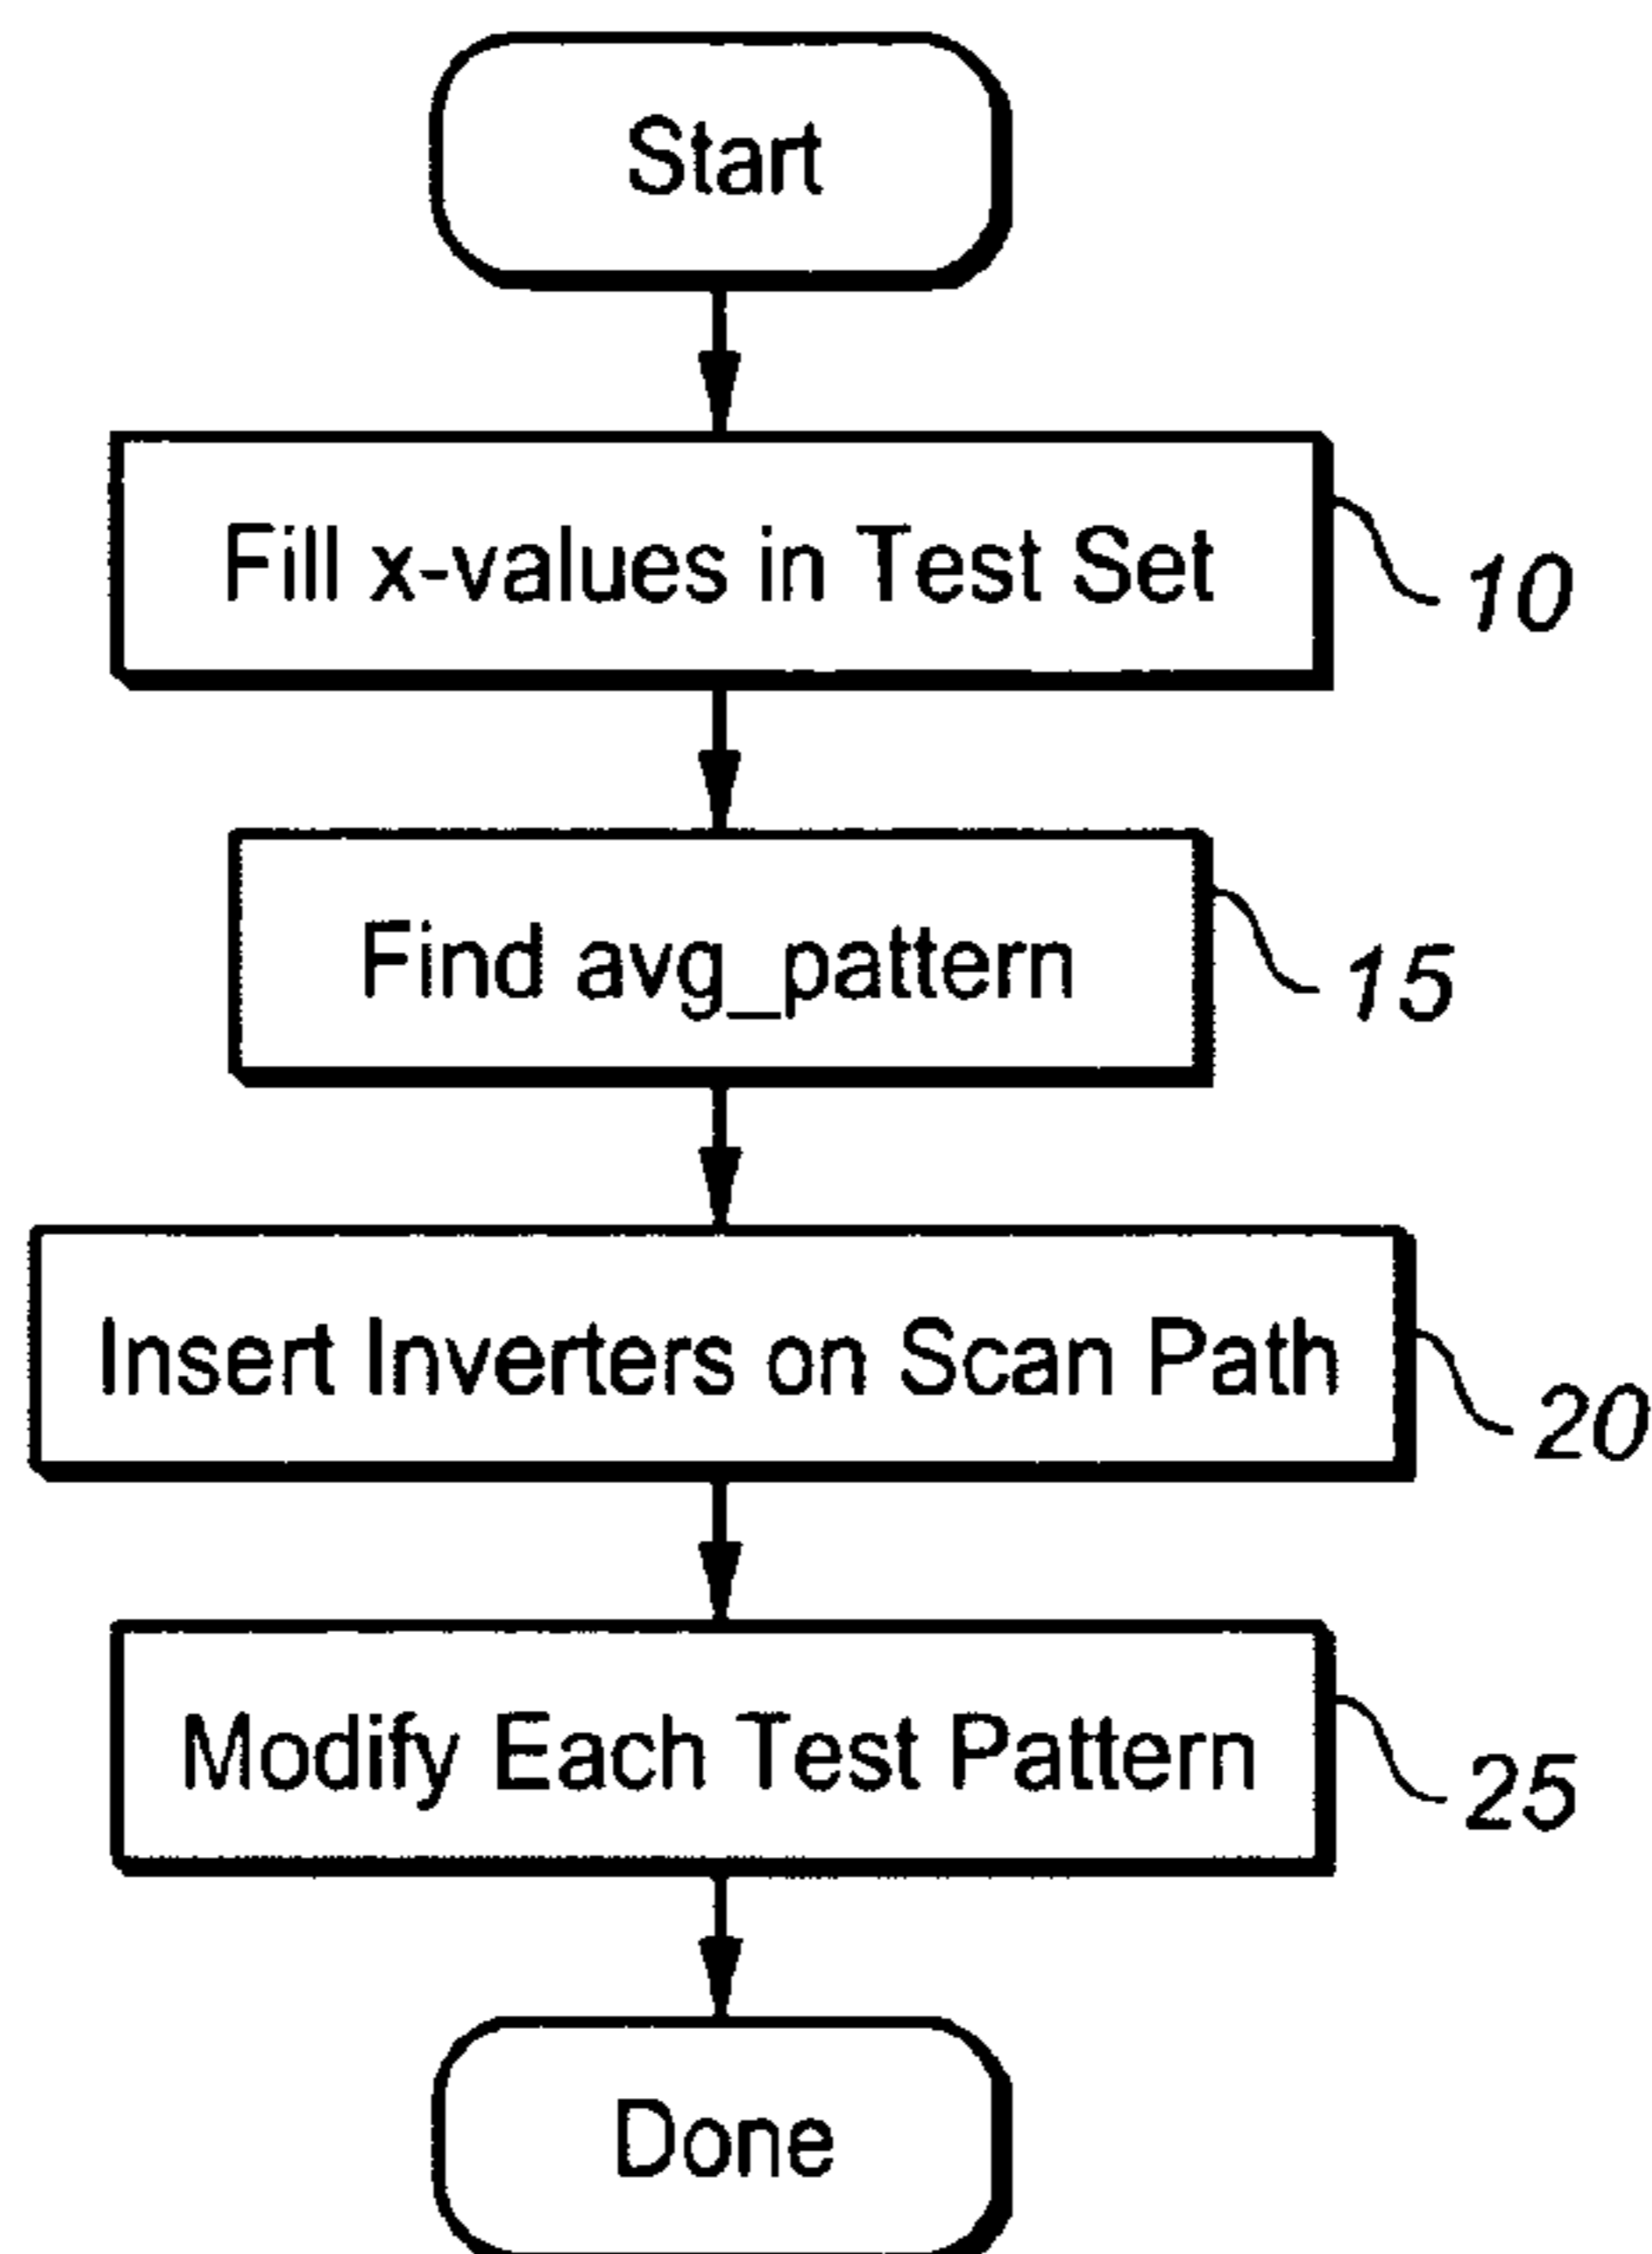 Start
Fill x-values in Test Set
10
Find avg_pattern
15
Insert Inverters on Scan Path
20
Modify Each Test Pattern
25
Done